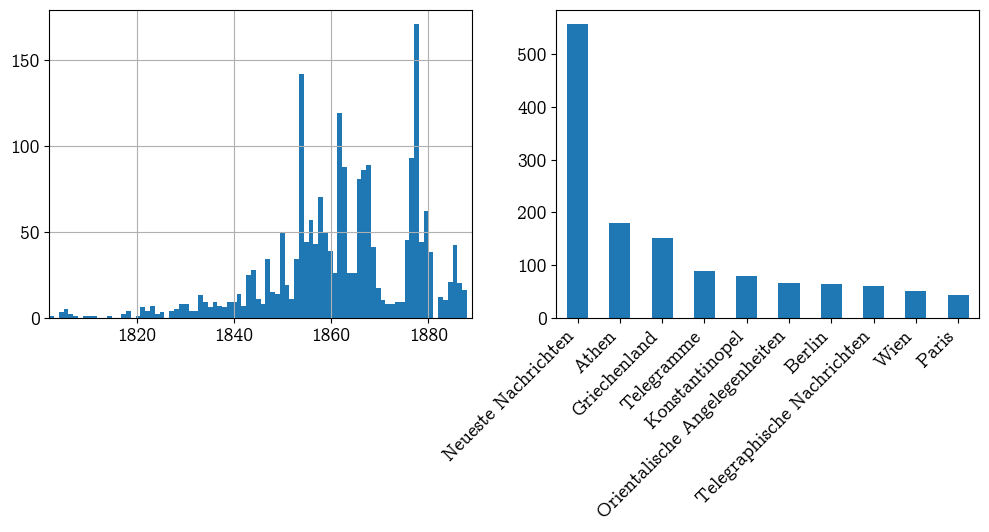 150
100
50
0
1820
1840
1860
1880
500
400
300
200
100
0
Neueste Nachrichten
Athen
Griechenland
Telegramme
Konstantinopel
Orientalische Angelegenheiten
Berlin
Telegraphische Nachrichten
Wien
Paris